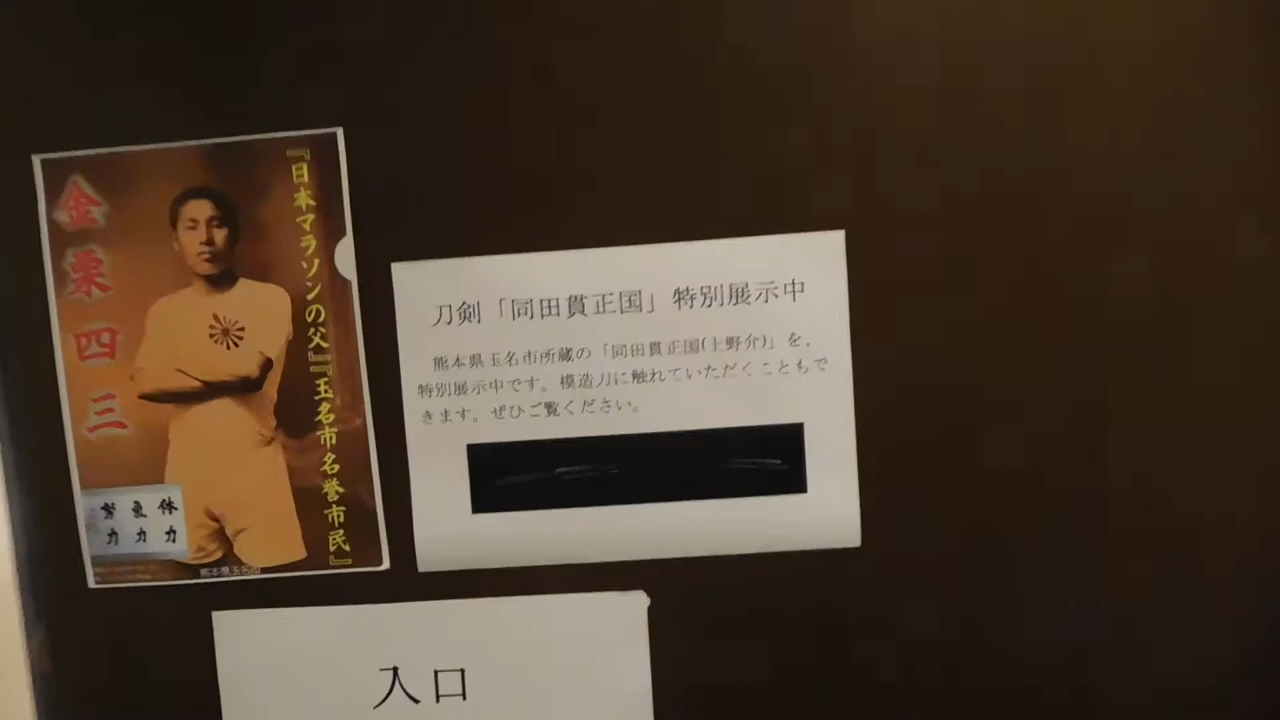 金栗四三
『日本マラソンの父』『玉名市名誉市民』
体力
気力
努力
熊本県玉名市
刀剣「同田貫正国」特別展示中
熊本県玉名市所蔵の「同田貫正国(上野介)」を、
特別展示中です。模造刀に触れていただくこともで
きます。ぜひご覧ください。
入口